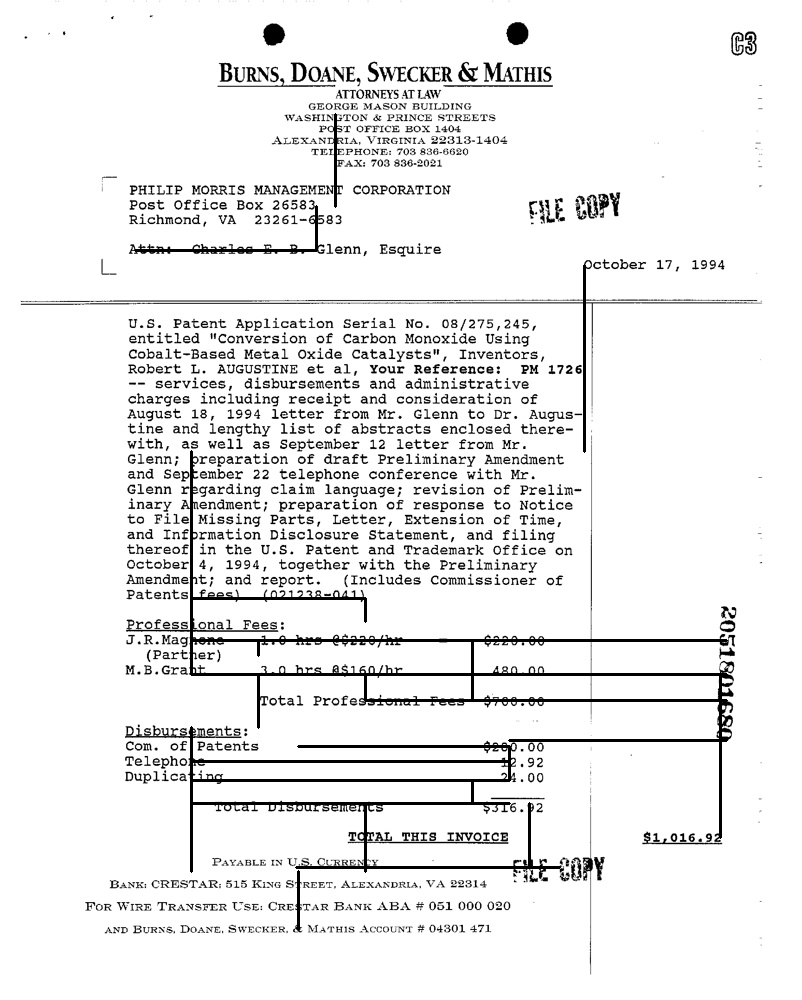 C3
BURNS, DOANE, SWECKER & MATHIS
ATTORNEYS AT LAW
GEORGE MASON BUILDING
WASHINGTON & PRINCE STREETS
POST OFFICE BOX 1404
ALEXANDRIA, VIRGINIA 22313-1404
TELEPHONE: 703 836-6620
FAX: 703 836-2021
PHILIP MORRIS MANAGEMENT CORPORATION
Post Office Box 26583
Richmond, VA 23261-6583
FILE COPY
Attn: Charles E. B. Glenn, Esquire
October 17, 1994
U.S. Patent Application Serial No. 08/275,245,
entitled "Conversion of Carbon Monoxide Using
Cobalt-Based Metal Oxide Catalysts", Inventors,
Robert L. AUGUSTINE et al, Your Reference: PM 1726
-- services, disbursements and administrative
charges including receipt and consideration of
August 18, 1994 letter from Mr. Glenn to Dr. Augus-
tine and lengthy list of abstracts enclosed there-
with, as well as September 12 letter from Mr.
Glenn; preparation of draft Preliminary Amendment
and September 22 telephone conference with Mr.
Glenn regarding claim language; revision of Prelim-
inary Amendment; preparation of response to Notice
to File Missing Parts, Letter, Extension of Time,
and Information Disclosure Statement, and filing
thereof in the U.S. Patent and Trademark Office on
October 4, 1994, together with the Preliminary
Amendment; and report. (Includes Commissioner of
Patents fees) (021238-041)
Professional Fees:
J.R.Magnone 1.0 hrs @$220/hr = $220.00
(Partner)
M.B.Grant 3.0 hrs @$160/hr 480.00
Total Professional Fees $700.00
Disbursements:
Com. of Patents $280.00
Telephone 12.92
Duplicating 24.00
Total Disbursements $316.92
TOTAL THIS INVOICE $1,016.92
PAYABLE IN U.S. CURRENCY
FILE COPY
BANK: CRESTAR; 515 KING STREET, ALEXANDRIA, VA 22314
FOR WIRE TRANSFER USE: CRESTAR BANK ABA # 051 000 020
AND BURNS, DOANE, SWECKER, & MATHIS ACCOUNT # 04301 471
2051801680